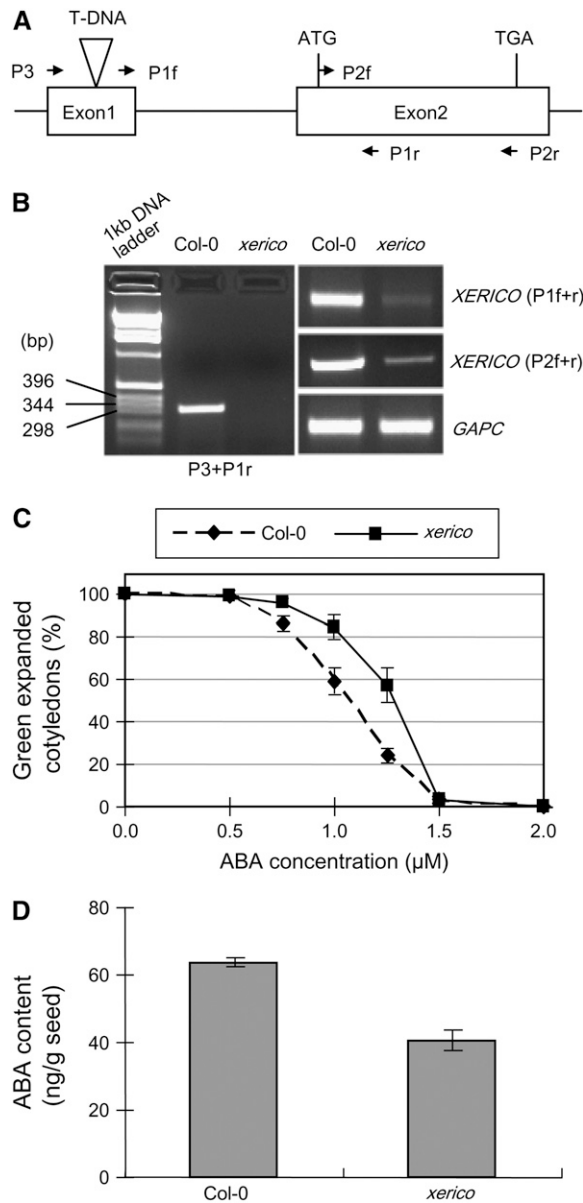 A
T-DNA
ATG
TGA
P3
P1f
P2f
Exon1
Exon2
P1r
P2r
B
1kb DNA
ladder
Col-0
xerico
Col-0
xerico
XERICO (P1f+r)
(bp)
XERICO (P2f+r)
396
344
GAPC
298
P3+P1r
C
Col-0
xerico
Green expanded
cotyledons (%)
100
80
60
40
20
0
0.0
0.5
1.0
1.5
2.0
ABA concentration (µM)
D
ABA content
(ng/g seed)
80
60
40
20
0
Col-0
xerico